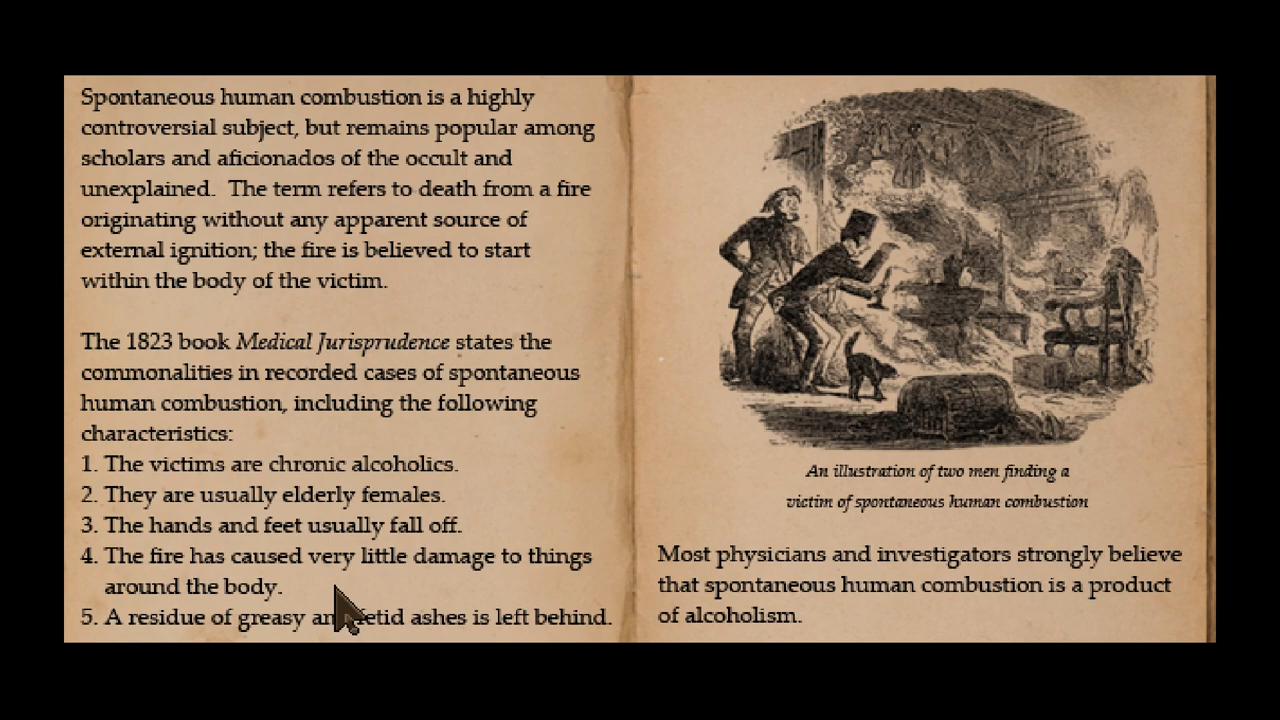 Spontaneous human combustion is a highly
controversial subject, but remains popular among
scholars and aficionados of the occult and
unexplained.  The term refers to death from a fire
originating without any apparent source of
external ignition; the fire is believed to start
within the body of the victim.
The 1823 book Medical Jurisprudence states the
commonalities in recorded cases of spontaneous
human combustion, including the following
characteristics:
1. The victims are chronic alcoholics.
2. They are usually elderly females.
3. The hands and feet usually fall off.
4. The fire has caused very little damage to things
around the body.
5. A residue of greasy and fetid ashes is left behind.
An illustration of two men finding a
victim of spontaneous human combustion
Most physicians and investigators strongly believe
that spontaneous human combustion is a product
of alcoholism.